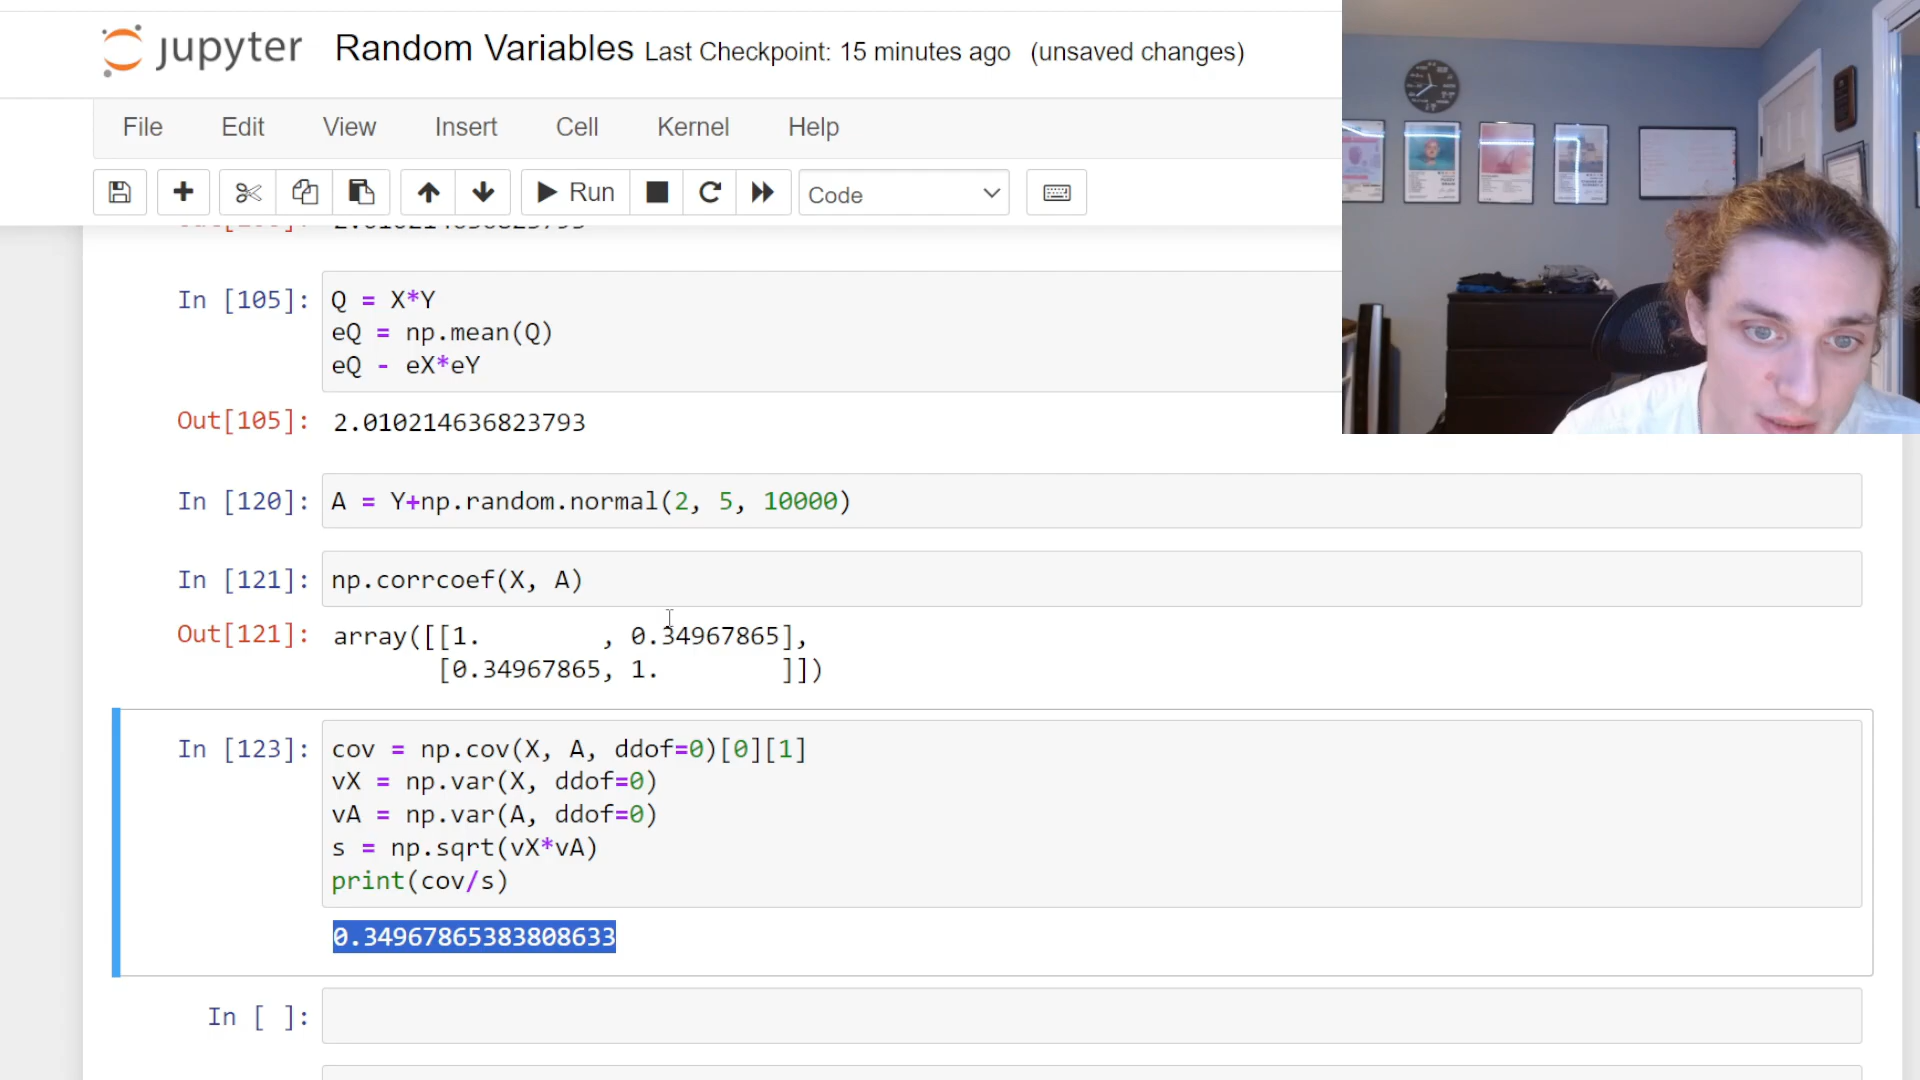 jupyter Random Variables Last Checkpoint: 15 minutes ago (unsaved changes)
File Edit View Insert Cell Kernel Help
Run Code
In [105]: Q = X*Y
eQ = np.mean(Q)
eQ - eX*eY
Out[105]: 2.010214636823793
In [120]: A = Y+np.random.normal(2, 5, 10000)
In [121]: np.corrcoef(X, A)
Out[121]: array([[1.        , 0.34967865],
[0.34967865, 1.        ]])
In [123]: cov = np.cov(X, A, ddof=0)[0][1]
vX = np.var(X, ddof=0)
vA = np.var(A, ddof=0)
s = np.sqrt(vX*vA)
print(cov/s)
0.34967865383808633
In [ ]: